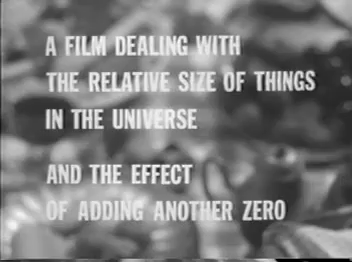 A FILM DEALING WITH
THE RELATIVE SIZE OF THINGS
IN THE UNIVERSE
AND THE EFFECT
OF ADDING ANOTHER ZERO